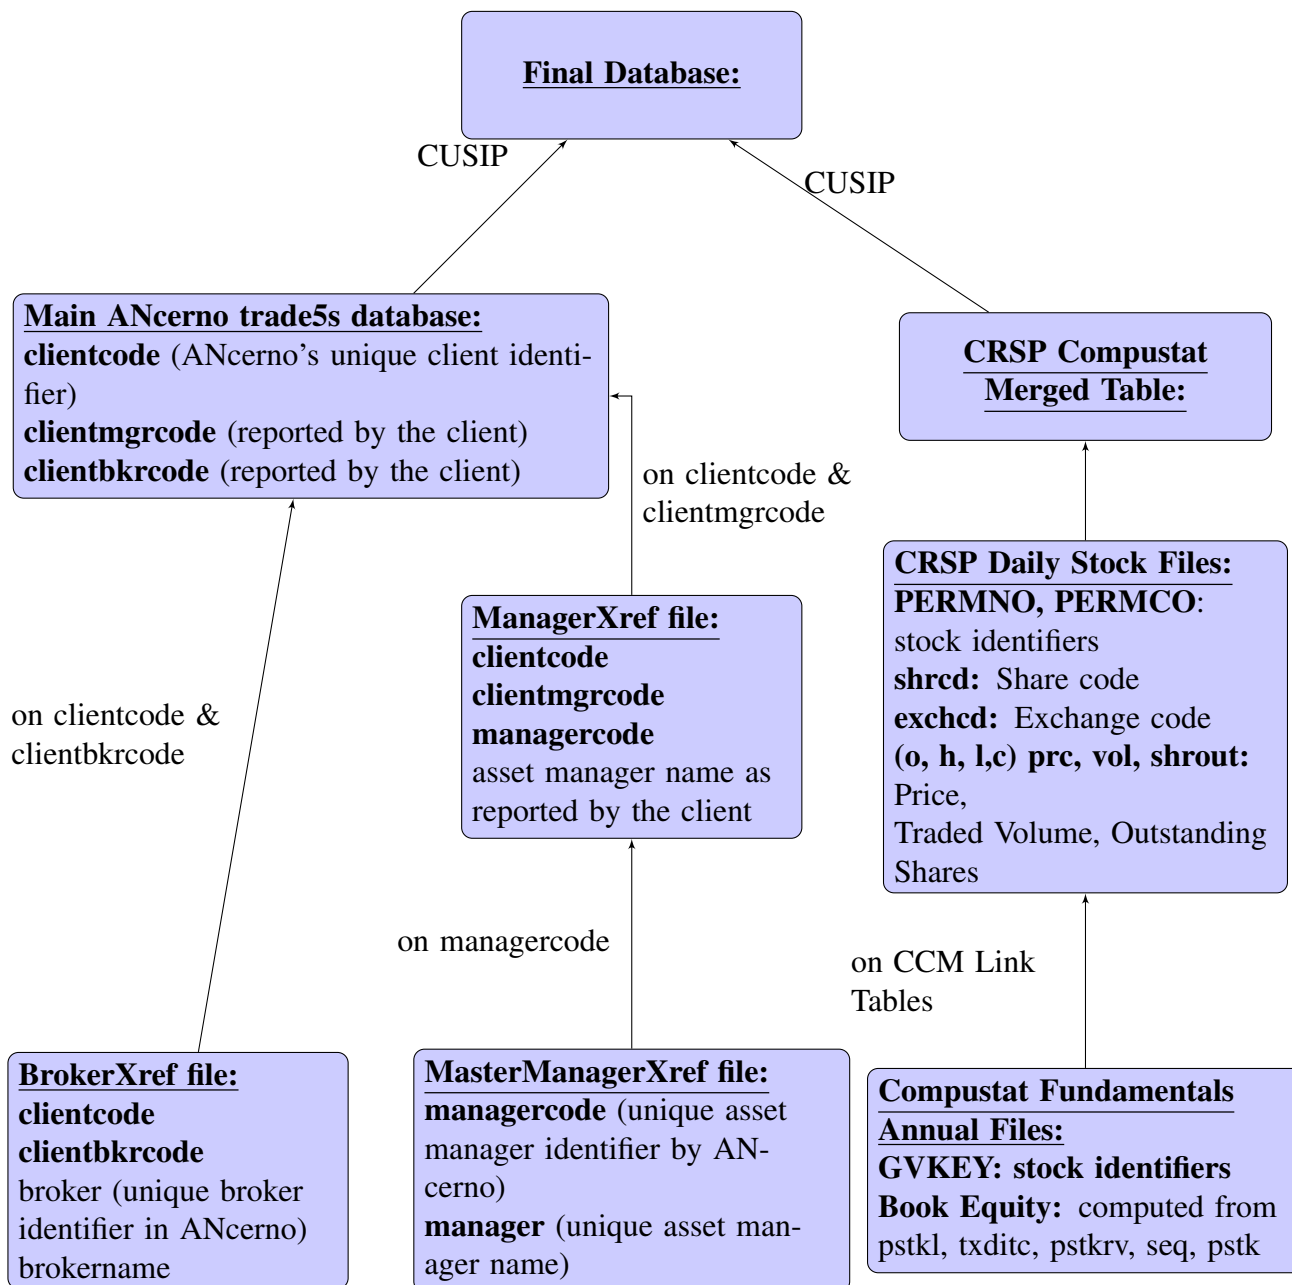 Final Database:
CUSIP
CUSIP
Main ANcerno trade5s database:
clientcode (ANcerno's unique client identi-
fier)
clientmgrcode (reported by the client)
clientbkrcode (reported by the client)
CRSP Compustat
Merged Table:
on clientcode &
clientmgrcode
CRSP Daily Stock Files:
PERMNO, PERMCO:
stock identifiers
shrcd: Share code
exchcd: Exchange code
(o, h, l,c) prc, vol, shrout:
Price,
Traded Volume, Outstanding
Shares
ManagerXref file:
clientcode
clientmgrcode
managercode
asset manager name as
reported by the client
on clientcode &
clientbkrcode
on managercode
on CCM Link
Tables
BrokerXref file:
clientcode
clientbkrcode
broker (unique broker
identifier in ANcerno)
brokername
MasterManagerXref file:
managercode (unique asset
manager identifier by AN-
cerno)
manager (unique asset man-
ager name)
Compustat Fundamentals
Annual Files:
GVKEY: stock identifiers
Book Equity: computed from
pstkl, txditc, pstkrv, seq, pstk